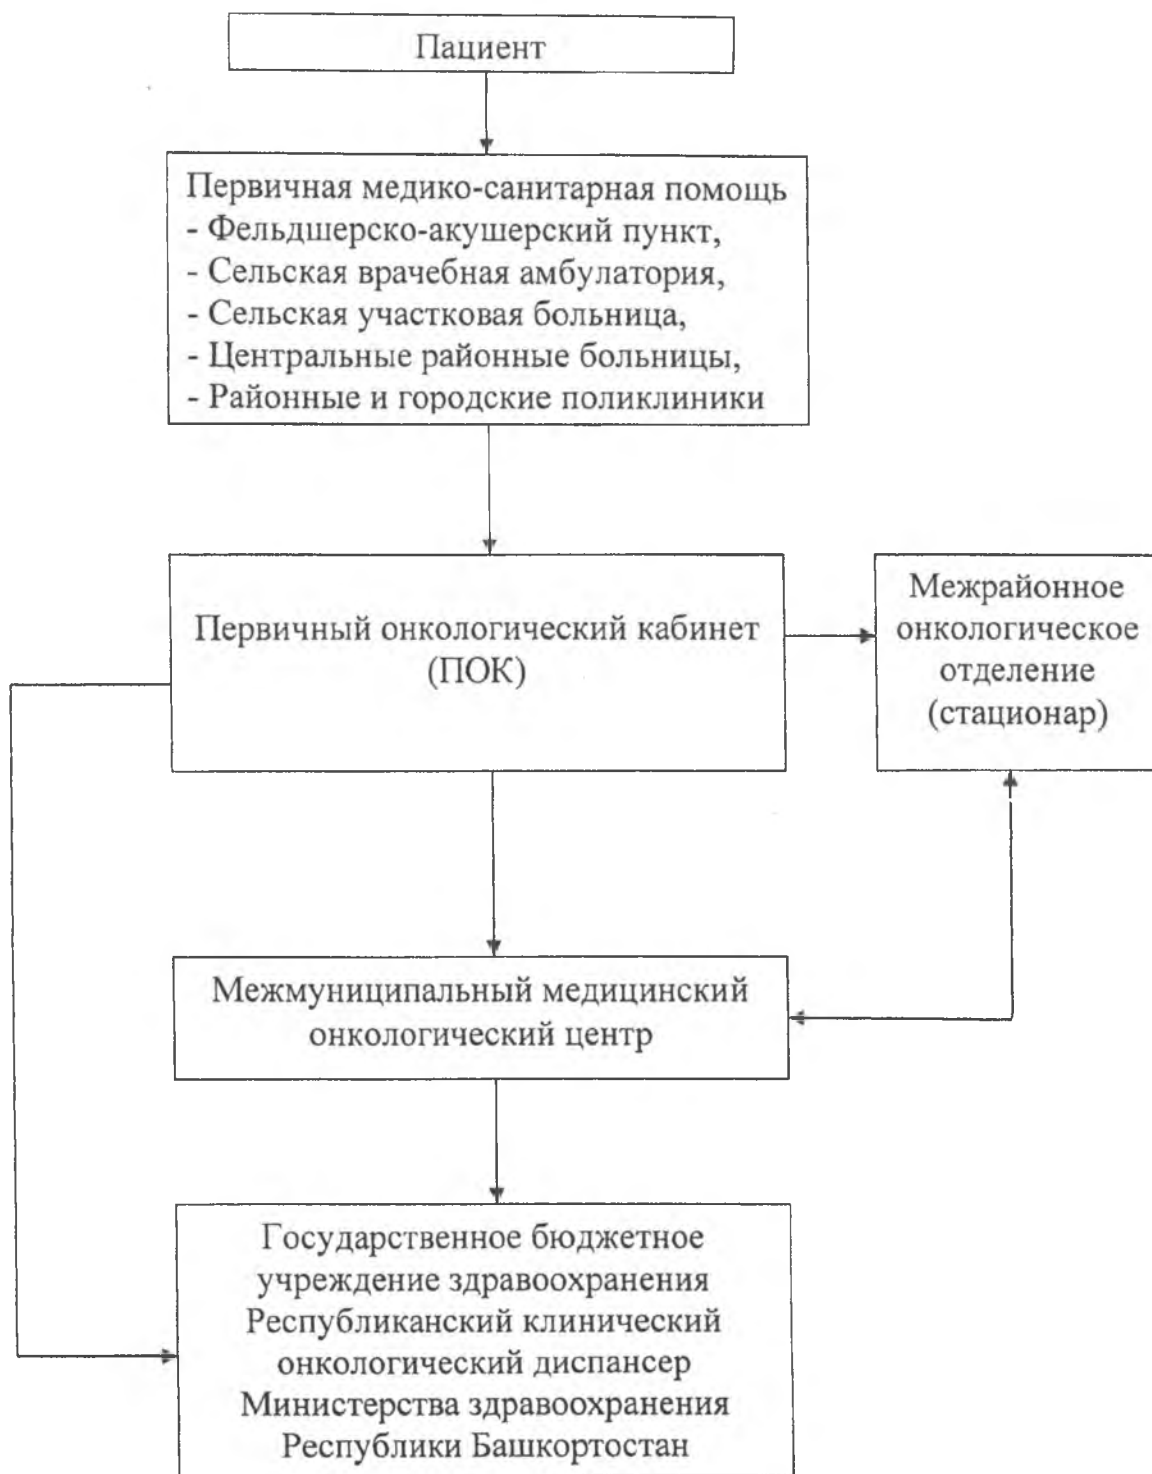 Пациент
Первичная медико-санитарная помощь
- Фельдшерско-акушерский пункт,
- Сельская врачебная амбулатория,
- Сельская участковая больница,
- Центральные районные больницы,
- Районные и городские поликлиники
Первичный онкологический кабинет
(ПОК)
Межрайонное
онкологическое
отделение
(стационар)
Межмуниципальный медицинский
онкологический центр
Государственное бюджетное
учреждение здравоохранения
Республиканский клинический
онкологический диспансер
Министерства здравоохранения
Республики Башкортостан